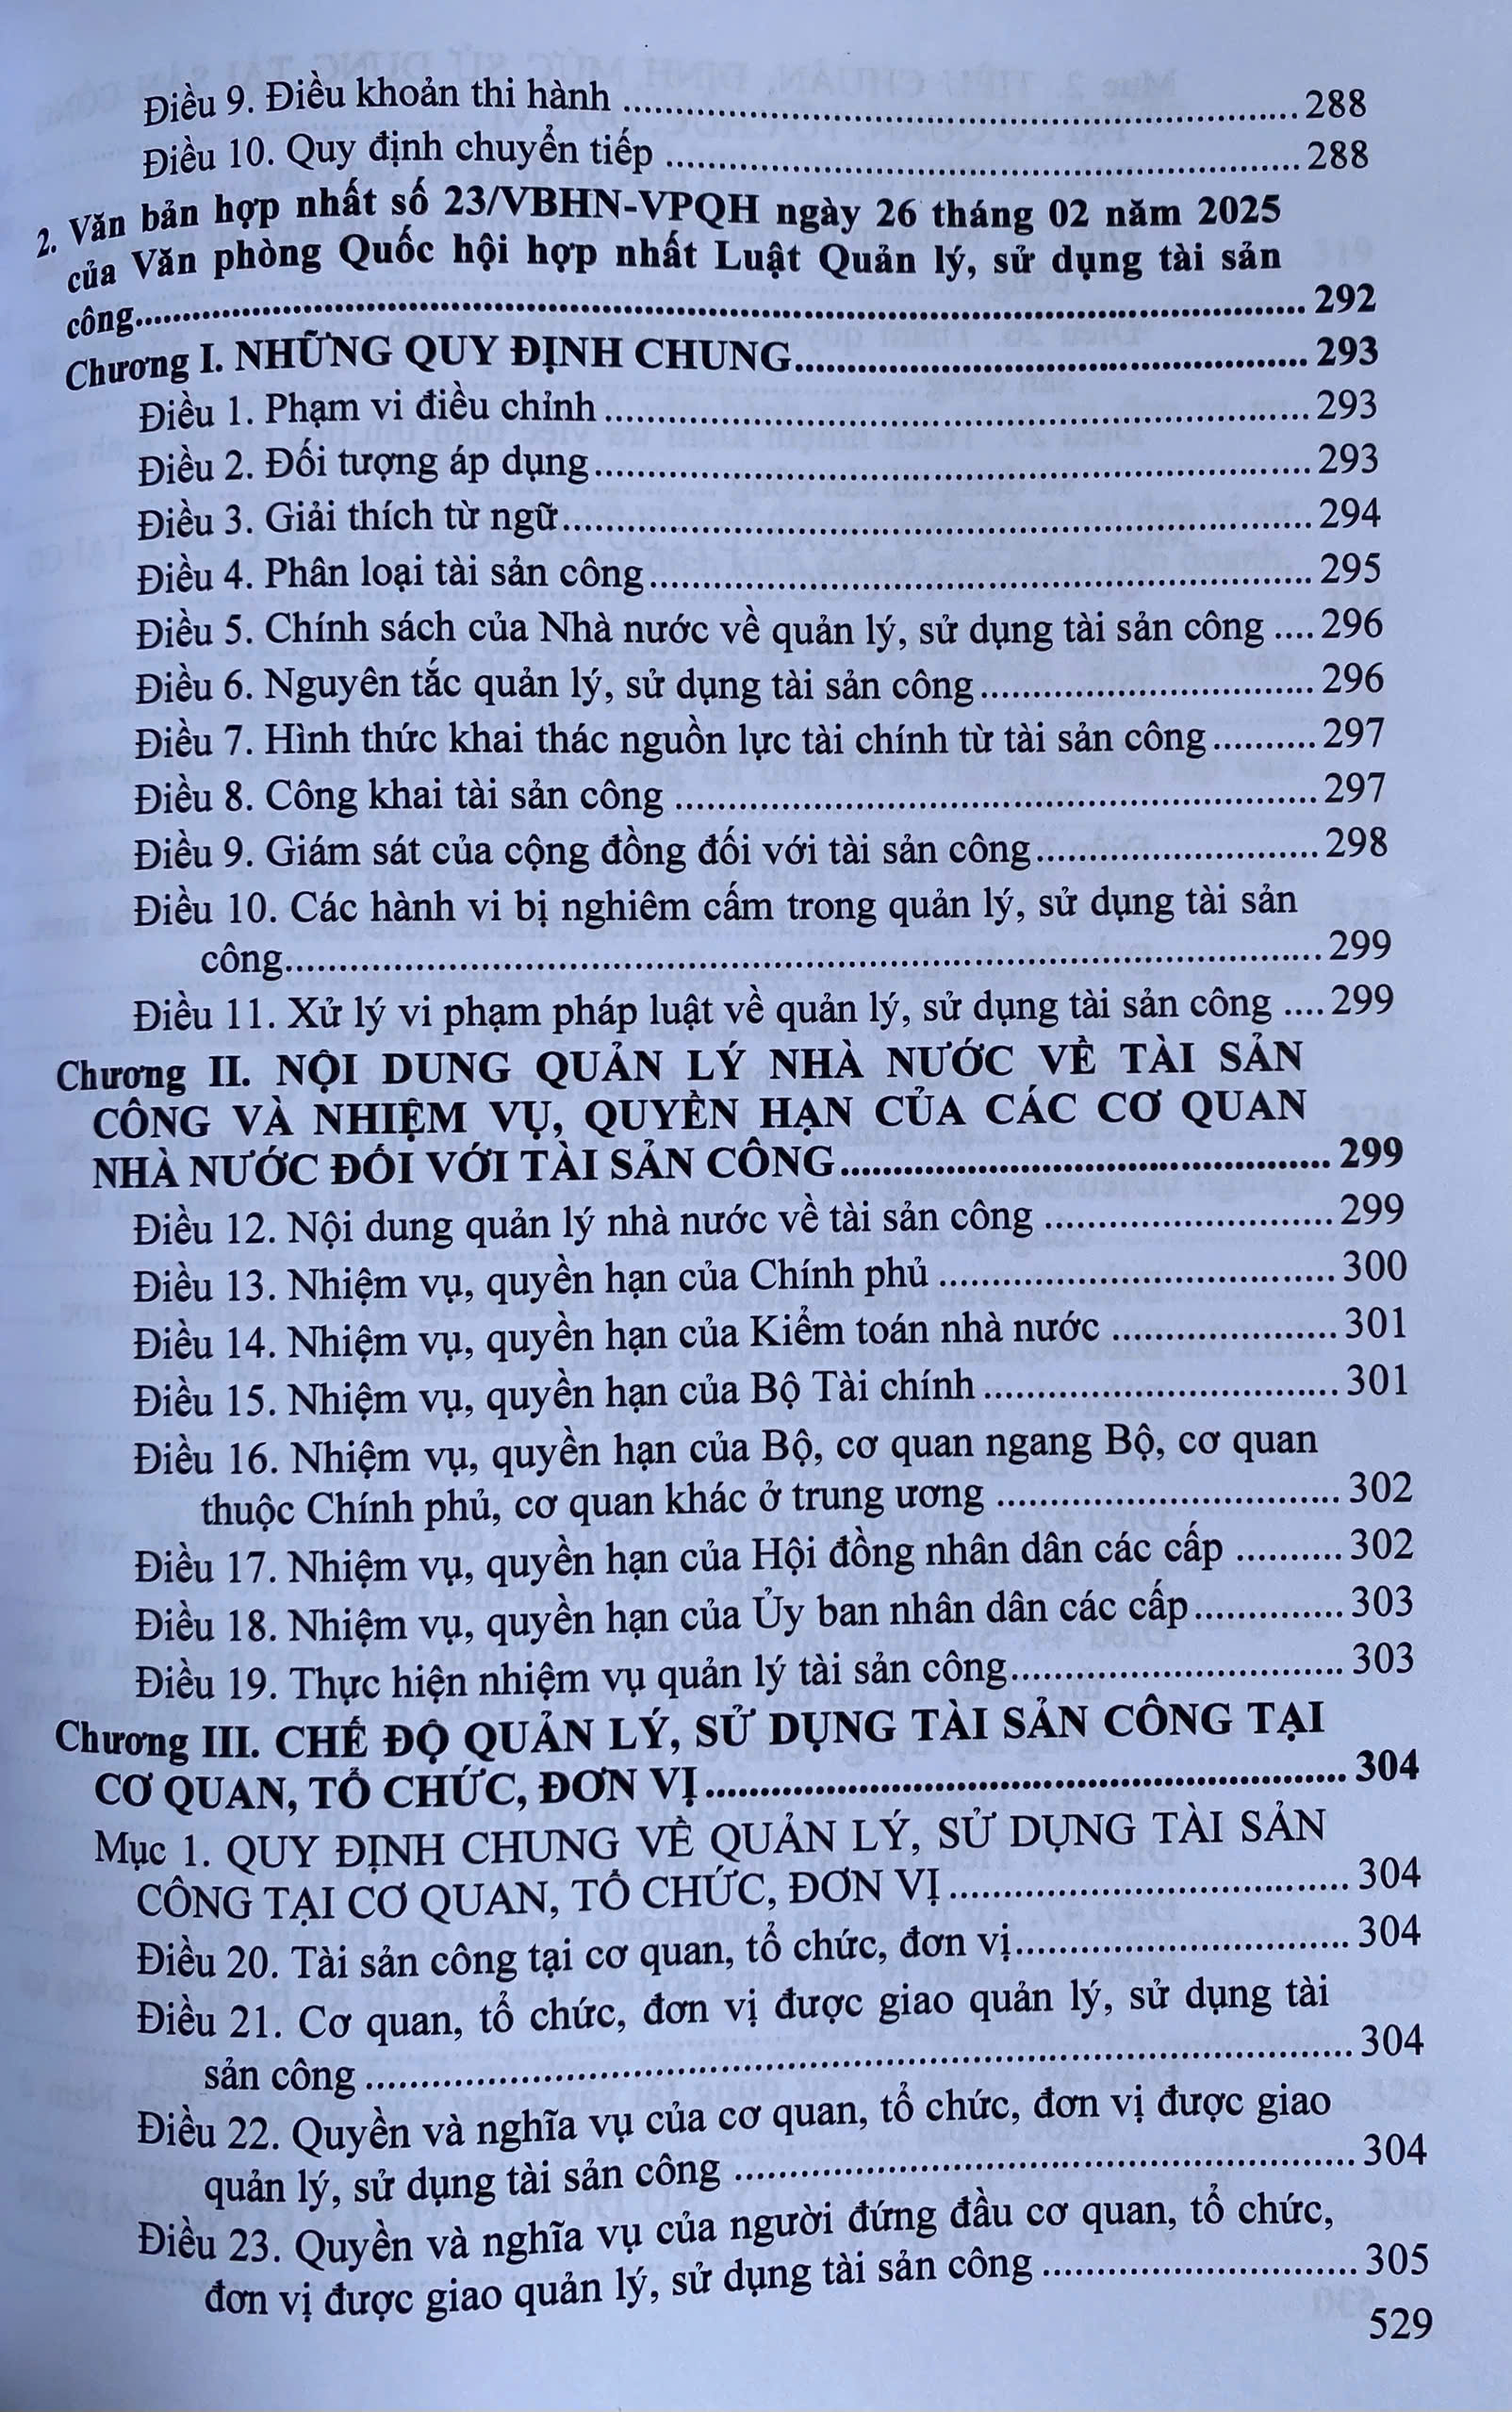 Điều 9. Điều khoản thi hành ........ 288
Điều 10. Quy định chuyển tiếp ........ 288
2. Văn bản hợp nhất số 23/VBHN-VPQH ngày 26 tháng 02 năm 2025
của Văn phòng Quốc hội hợp nhất Luật Quản lý, sử dụng tài sản
công........ 292
Chương I. NHỮNG QUY ĐỊNH CHUNG........ 293
Điều 1. Phạm vi điều chỉnh ........ 293
Điều 2. Đối tượng áp dụng........ 293
Điều 3. Giải thích từ ngữ........ 294
Điều 4. Phân loại tài sản công........ 295
Điều 5. Chính sách của Nhà nước về quản lý, sử dụng tài sản công ....296
Điều 6. Nguyên tắc quản lý, sử dụng tài sản công........ 296
Điều 7. Hình thức khai thác nguồn lực tài chính từ tài sản công........297
Điều 8. Công khai tài sản công ........297
Điều 9. Giám sát của cộng đồng đối với tài sản công........298
Điều 10. Các hành vi bị nghiêm cấm trong quản lý, sử dụng tài sản
công........299
Điều 11. Xử lý vi phạm pháp luật về quản lý, sử dụng tài sản công ....299
Chương II. NỘI DUNG QUẢN LÝ NHÀ NƯỚC VỀ TÀI SẢN
CÔNG VÀ NHIỆM VỤ, QUYỀN HẠN CỦA CÁC CƠ QUAN
NHÀ NƯỚC ĐỐI VỚI TÀI SẢN CÔNG........ 299
Điều 12. Nội dung quản lý nhà nước về tài sản công ........299
Điều 13. Nhiệm vụ, quyền hạn của Chính phủ ........300
Điều 14. Nhiệm vụ, quyền hạn của Kiểm toán nhà nước ........301
Điều 15. Nhiệm vụ, quyền hạn của Bộ Tài chính ........301
Điều 16. Nhiệm vụ, quyền hạn của Bộ, cơ quan ngang Bộ, cơ quan
thuộc Chính phủ, cơ quan khác ở trung ương ........302
Điều 17. Nhiệm vụ, quyền hạn của Hội đồng nhân dân các cấp ........302
Điều 18. Nhiệm vụ, quyền hạn của Ủy ban nhân dân các cấp........303
Điều 19. Thực hiện nhiệm vụ quản lý tài sản công........303
Chương III. CHẾ ĐỘ QUẢN LÝ, SỬ DỤNG TÀI SẢN CÔNG TẠI
CƠ QUAN, TỔ CHỨC, ĐƠN VỊ........ 304
Mục 1. QUY ĐỊNH CHUNG VỀ QUẢN LÝ, SỬ DỤNG TÀI SẢN
CÔNG TẠI CƠ QUAN, TỔ CHỨC, ĐƠN VỊ........ 304
Điều 20. Tài sản công tại cơ quan, tổ chức, đơn vị........ 304
Điều 21. Cơ quan, tổ chức, đơn vị được giao quản lý, sử dụng tài
sản công ........304
Điều 22. Quyền và nghĩa vụ của cơ quan, tổ chức, đơn vị được giao
quản lý, sử dụng tài sản công ........304
Điều 23. Quyền và nghĩa vụ của người đứng đầu cơ quan, tổ chức,
đơn vị được giao quản lý, sử dụng tài sản công ........305
529